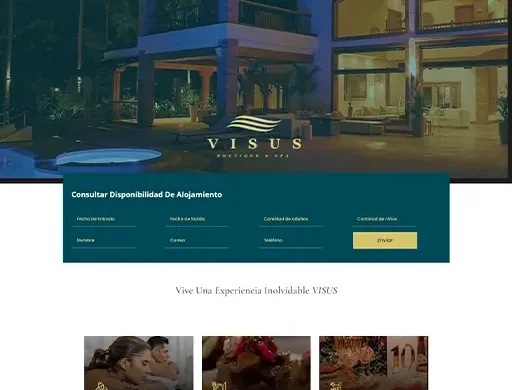 VISUS
BOUTIQUE & SPA
Consultar Disponibilidad De Alojamiento
Fecha de Entrada
Fecha de Salida
Cantidad de adultos
Cantidad de niños
Nombre
Correo
Teléfono
Enviar
Vive Una Experiencia Inolvidable VISUS
10